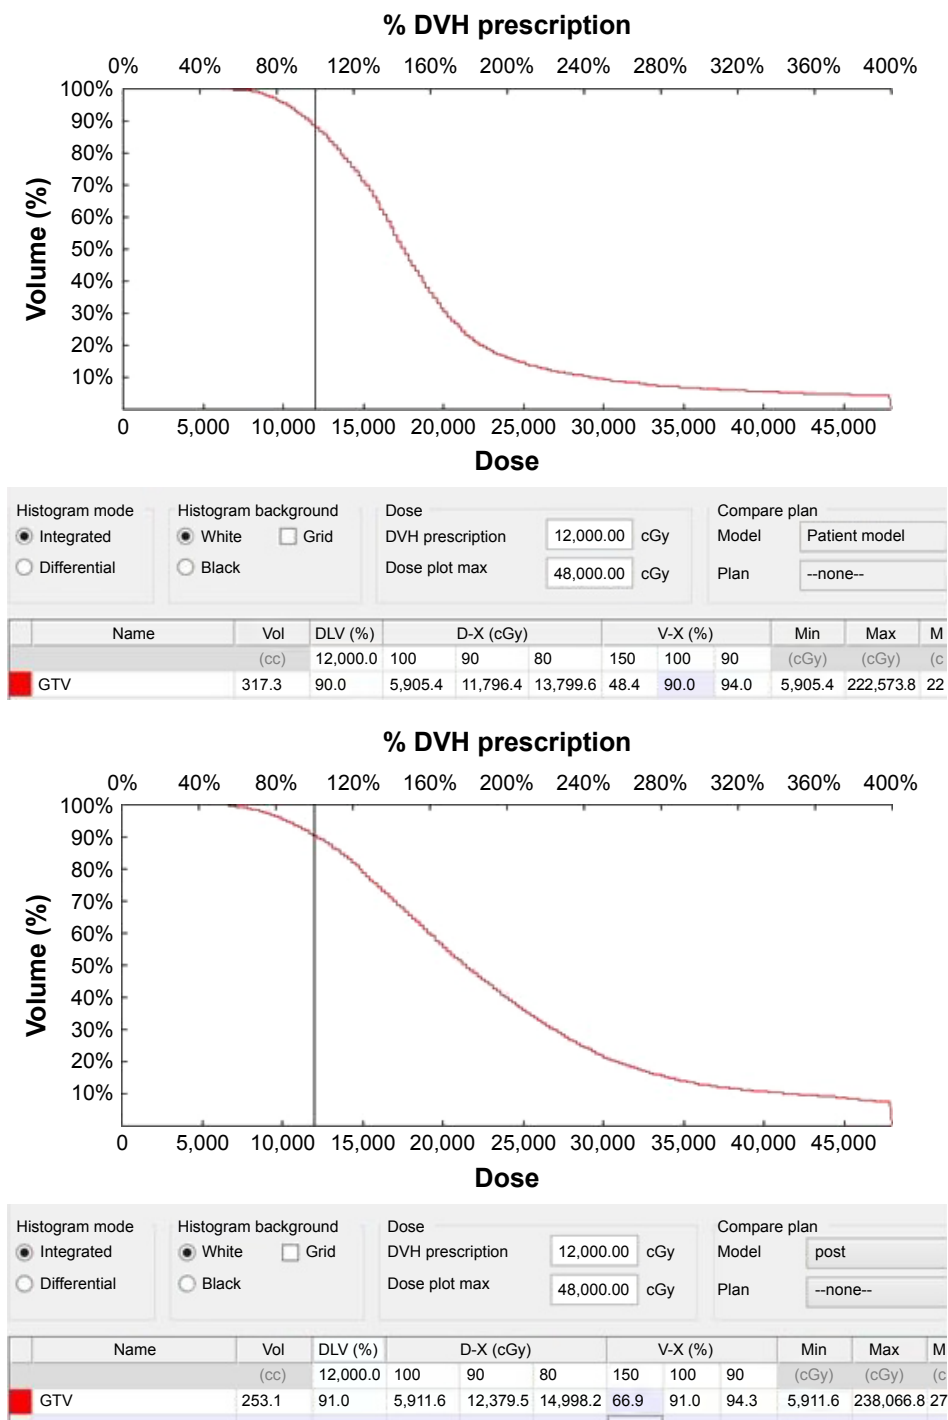 % DVH prescription
0% 40% 80% 120% 160% 200% 240% 280% 320% 360% 400%
100%
90%
80%
70%
60%
50%
40%
30%
20%
10%
Volume (%)
0 5,000 10,000 15,000 20,000 25,000 30,000 35,000 40,000 45,000
Dose
Histogram mode Histogram background Dose Compare plan
Integrated White Grid DVH prescription 12,000.00 cGy Model Patient model
Differential Black Dose plot max 48,000.00 cGy Plan --none--
Name Vol DLV (%) D-X (cGy) V-X (%) Min Max M
(cc) 12,000.0 100 90 80 150 100 90 (cGy) (cGy) (c
GTV 317.3 90.0 5,905.4 11,796.4 13,799.6 48.4 90.0 94.0 5,905.4 222,573.8 22
% DVH prescription
0% 40% 80% 120% 160% 200% 240% 280% 320% 360% 400%
100%
90%
80%
70%
60%
50%
40%
30%
20%
10%
Volume (%)
0 5,000 10,000 15,000 20,000 25,000 30,000 35,000 40,000 45,000
Dose
Histogram mode Histogram background Dose Compare plan
Integrated White Grid DVH prescription 12,000.00 cGy Model post
Differential Black Dose plot max 48,000.00 cGy Plan --none--
Name Vol DLV (%) D-X (cGy) V-X (%) Min Max M
(cc) 12,000.0 100 90 80 150 100 90 (cGy) (cGy) (c
GTV 253.1 91.0 5,911.6 12,379.5 14,998.2 66.9 91.0 94.3 5,911.6 238,066.8 27